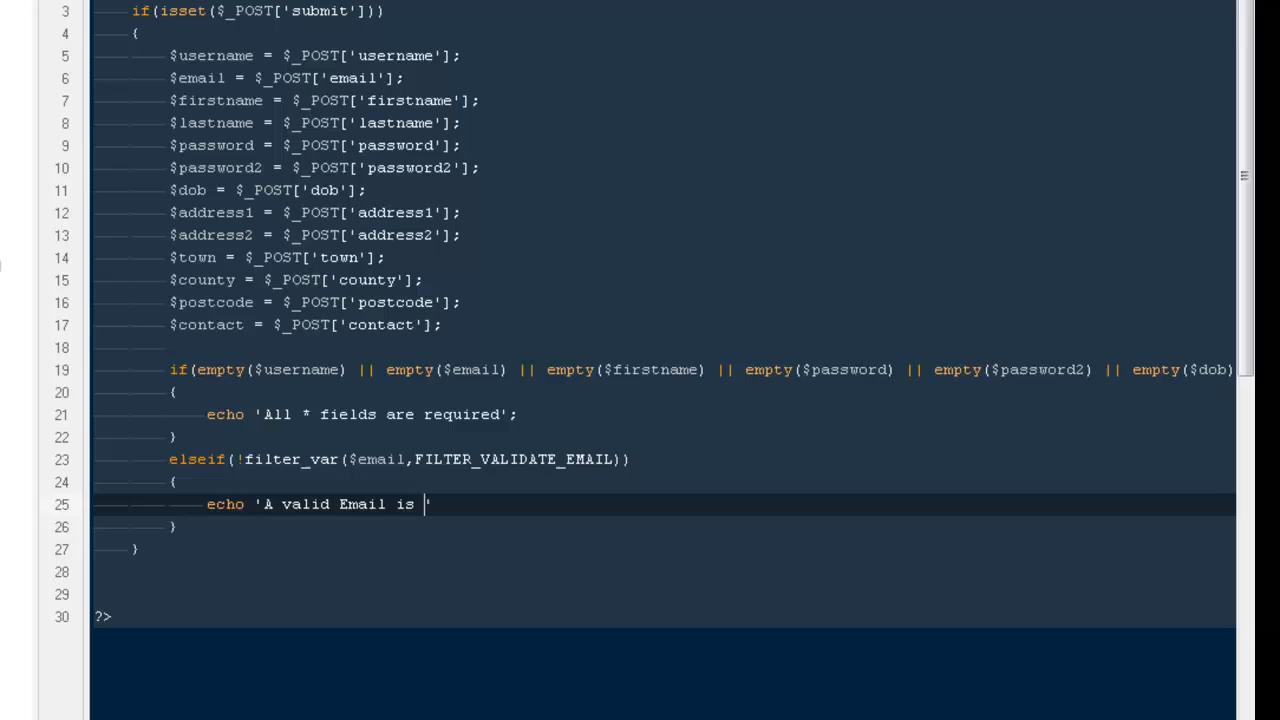 3 if(isset($_POST['submit']))
4 {
5 $username = $_POST['username'];
6 $email = $_POST['email'];
7 $firstname = $_POST['firstname'];
8 $lastname = $_POST['lastname'];
9 $password = $_POST['password'];
10 $password2 = $_POST['password2'];
11 $dob = $_POST['dob'];
12 $address1 = $_POST['address1'];
13 $address2 = $_POST['address2'];
14 $town = $_POST['town'];
15 $county = $_POST['county'];
16 $postcode = $_POST['postcode'];
17 $contact = $_POST['contact'];
18
19 if(empty($username) || empty($email) || empty($firstname) || empty($password) || empty($password2) || empty($dob)
20 {
21 echo 'All * fields are required';
22 }
23 elseif(!filter_var($email,FILTER_VALIDATE_EMAIL))
24 {
25 echo 'A valid Email is '
26 }
27 }
28
29
30 ?>